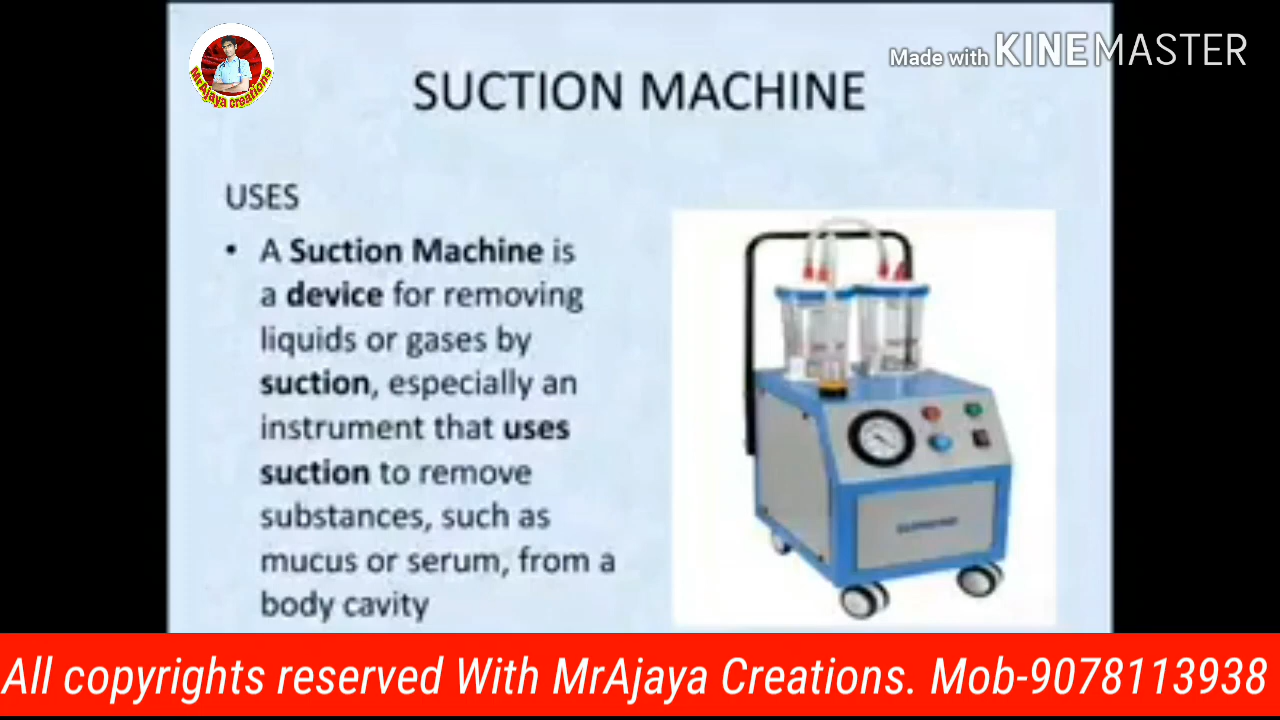 MrAjaya creations
Made with KINEMASTER
SUCTION MACHINE
USES
• A Suction Machine is
a device for removing
liquids or gases by
suction, especially an
instrument that uses
suction to remove
substances, such as
mucus or serum, from a
body cavity
All copyrights reserved With MrAjaya Creations. Mob-9078113938